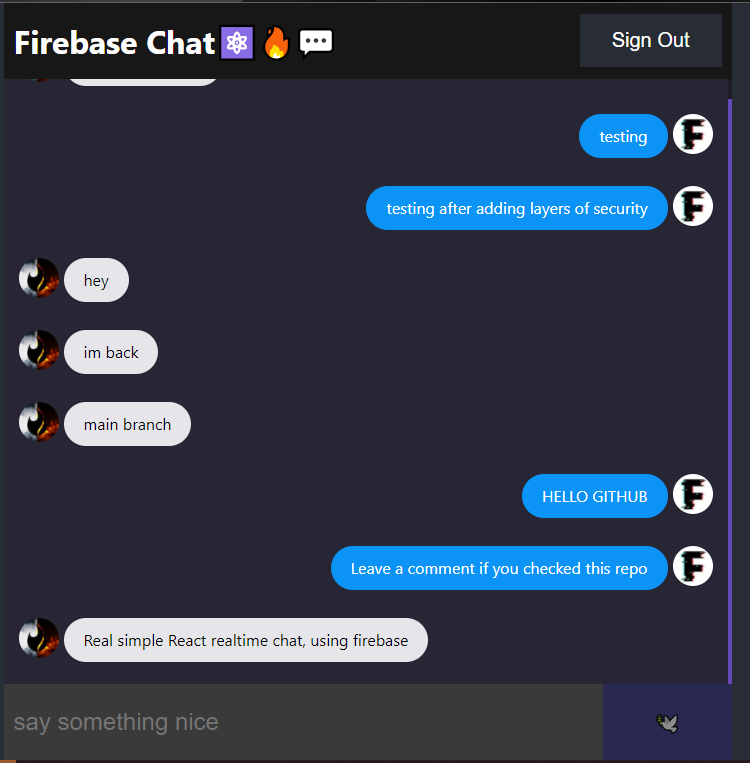 Firebase Chat⚛️🔥💬
Sign Out
testing
testing after adding layers of security
hey
im back
main branch
HELLO GITHUB
Leave a comment if you checked this repo
Real simple React realtime chat, using firebase
say something nice
🕊️